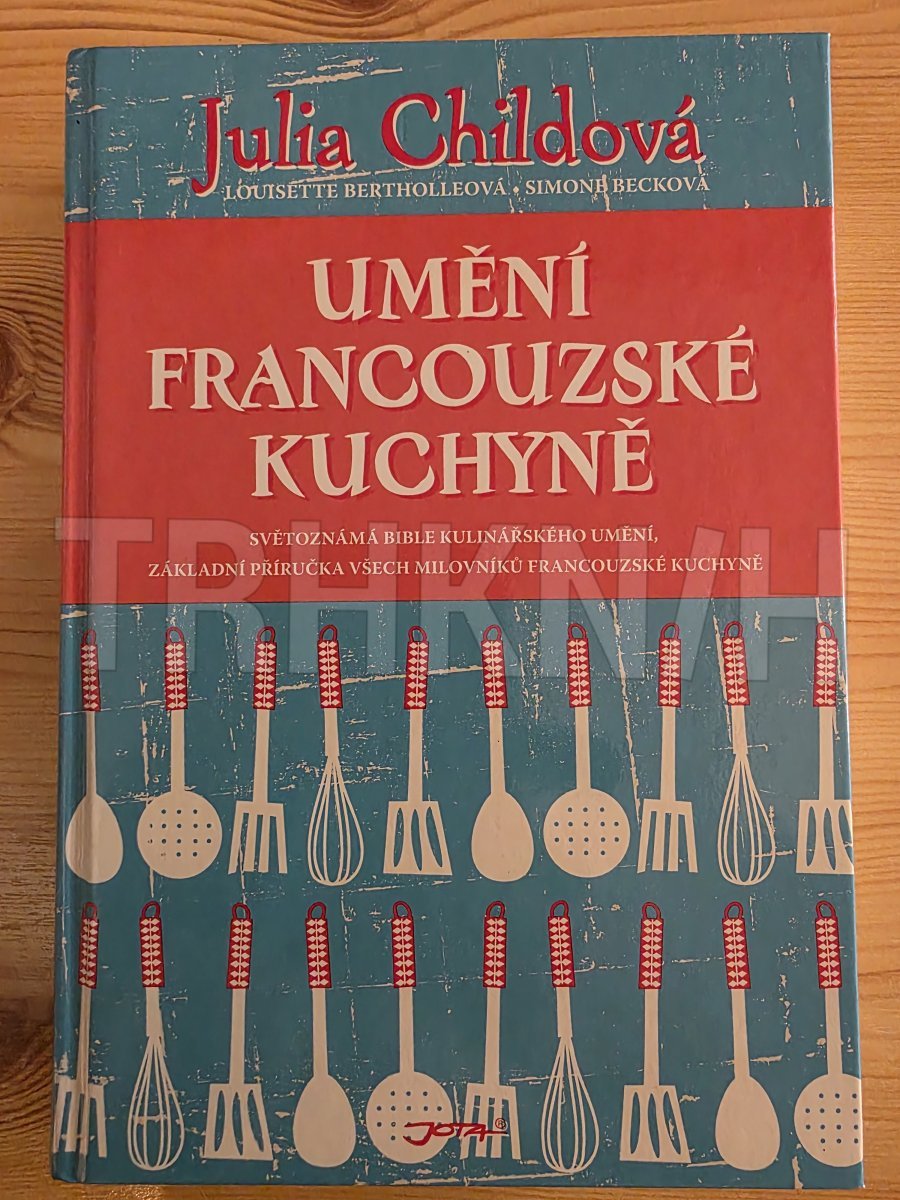 Julia Childová
LOUISETTE BERTHOLLEOVÁ • SIMONE BECKOVÁ
UMĚNÍ
FRANCOUZSKÉ
KUCHYNĚ
SVĚTOZNÁMÁ BIBLE KULINÁŘSKÉHO UMĚNÍ,
ZÁKLADNÍ PŘÍRUČKA VŠECH MILOVNÍKŮ FRANCOUZSKÉ KUCHYNĚ
TRHKNIH
JOTA®